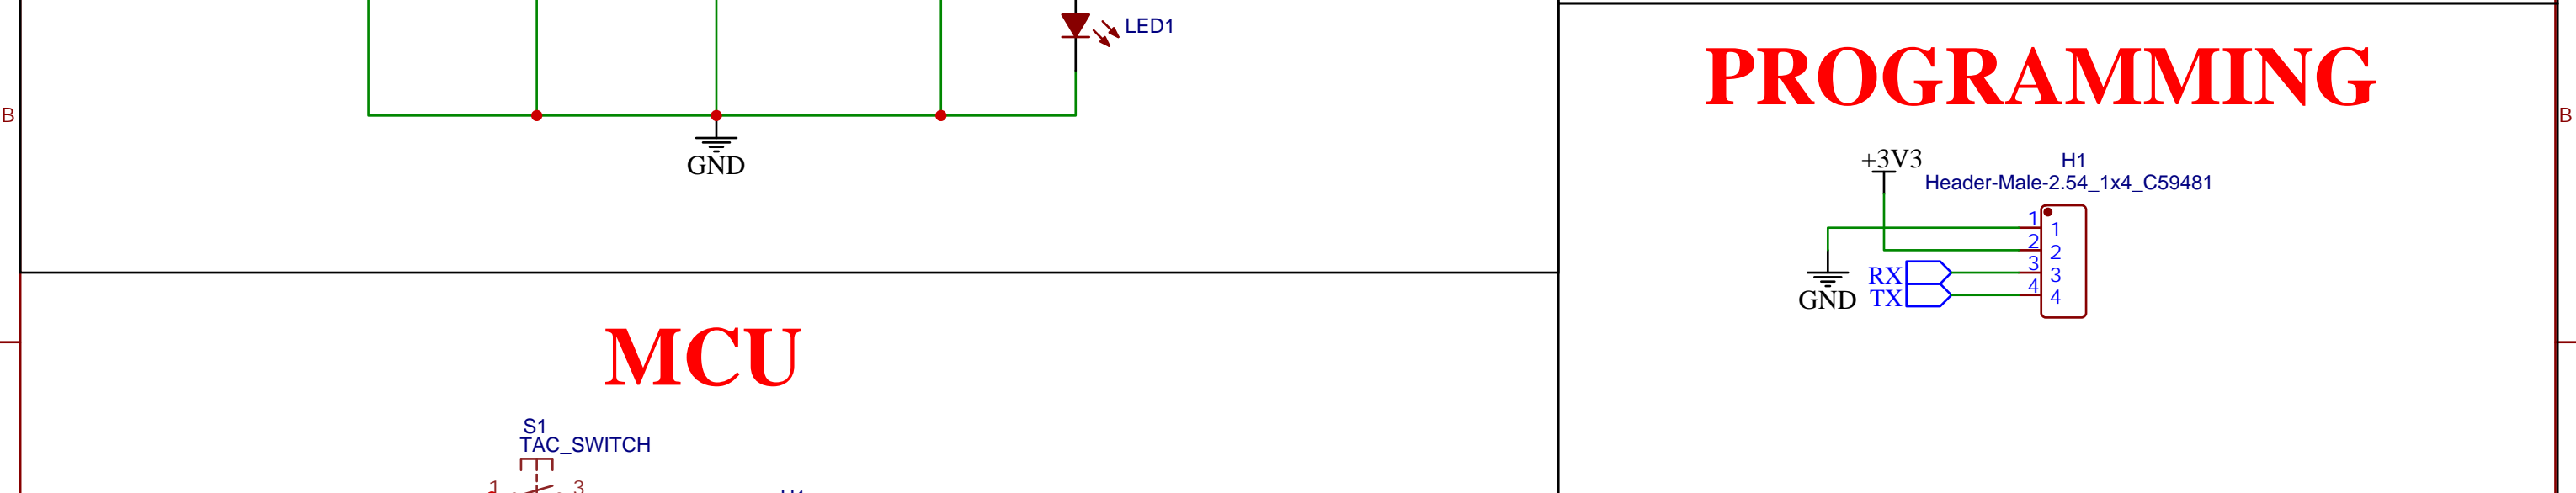 LED1
PROGRAMMING
B
B
GND
+3V3
H1
Header-Male-2.54_1x4_C59481
1
1
2
2
3
3
4
4
RX
TX
GND
MCU
S1
TAC_SWITCH
1
3